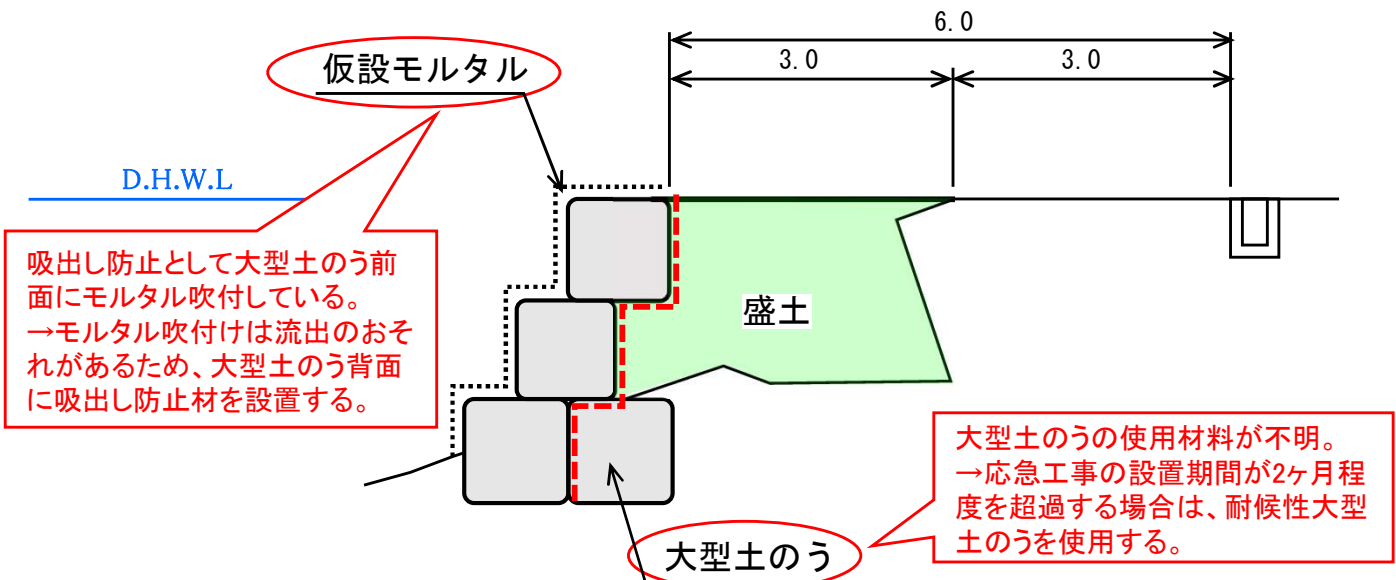 6.0
3.0
3.0
仮設モルタル
D.H.W.L
吸出し防止として大型土のう前
面にモルタル吹付している。
→モルタル吹付けは流出のおそ
れがあるため、大型土のう背面
に吸出し防止材を設置する。
盛土
大型土のうの使用材料が不明。
→応急工事の設置期間が2ヶ月程
度を超過する場合は、耐候性大型
土のうを使用する。
大型土のう